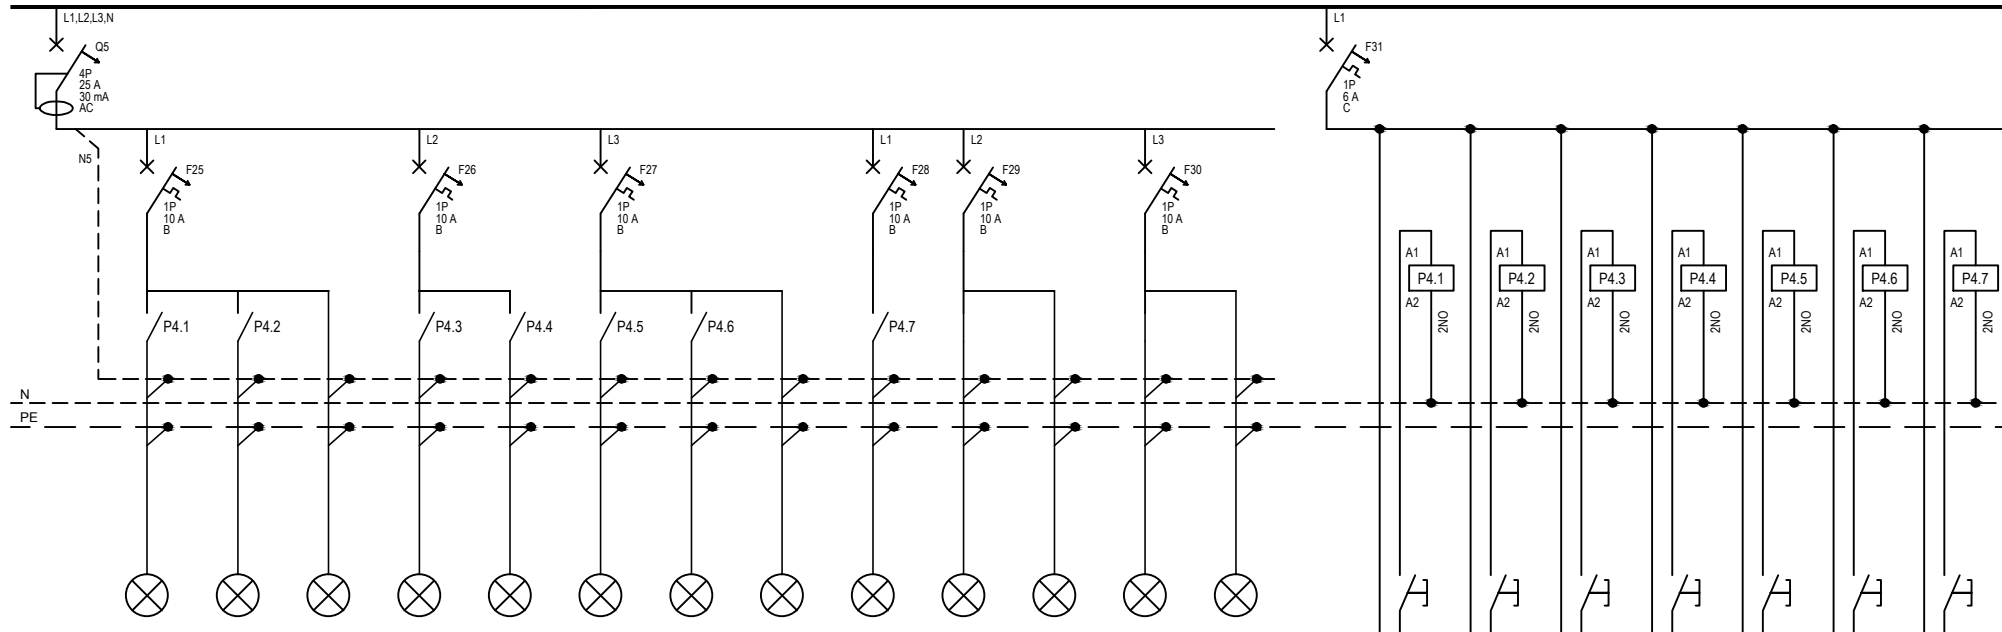 L1,L2,L3,N
L1
Q5
4P
25 A
30 mA
AC
F31
1P
6 A
C
N5
L1
L2
L3
L1
L2
L3
F25
1P
10 A
B
F26
1P
10 A
B
F27
1P
10 A
B
F28
1P
10 A
B
F29
1P
10 A
B
F30
1P
10 A
B
A1
P4.1
A2
2NO
A1
P4.2
A2
2NO
A1
P4.3
A2
2NO
A1
P4.4
A2
2NO
A1
P4.5
A2
2NO
A1
P4.6
A2
2NO
A1
P4.7
A2
2NO
P4.1
P4.2
P4.3
P4.4
P4.5
P4.6
P4.7
N
PE